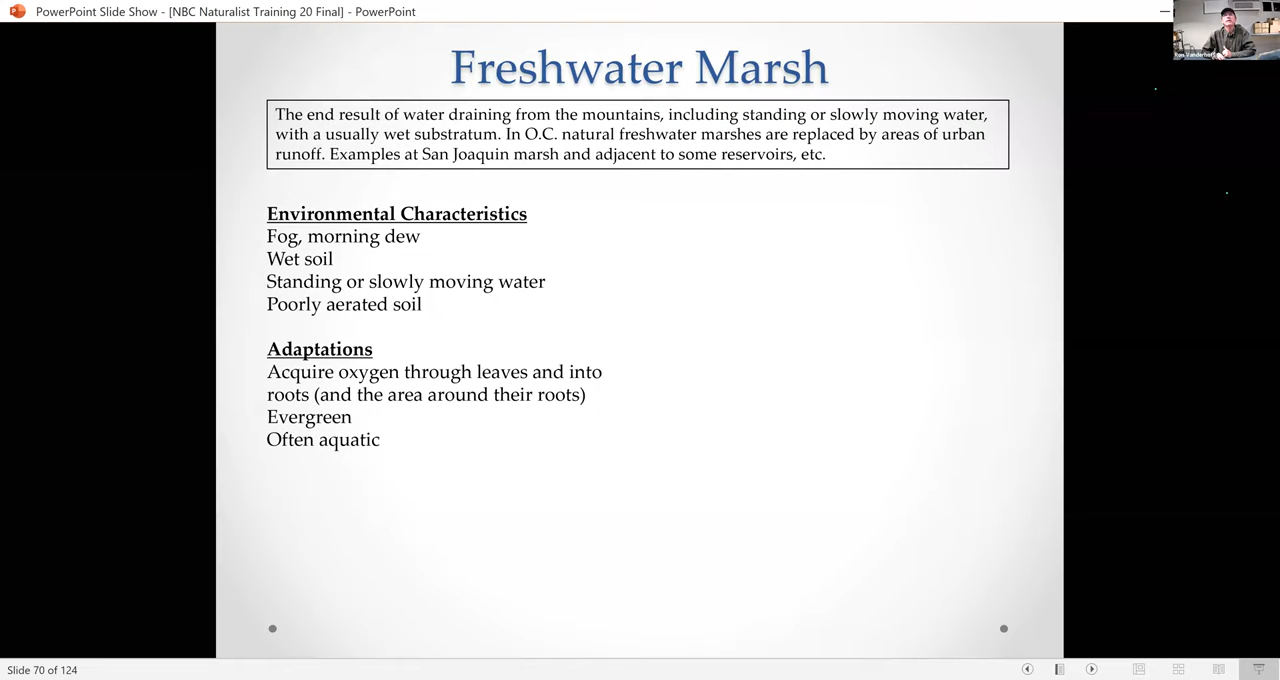 PowerPoint Slide Show - [NBC Naturalist Training 20 Final] - PowerPoint
Freshwater Marsh
The end result of water draining from the mountains, including standing or slowly moving water,
with a usually wet substratum. In O.C. natural freshwater marshes are replaced by areas of urban
runoff. Examples at San Joaquin marsh and adjacent to some reservoirs, etc.
Environmental Characteristics
Fog, morning dew
Wet soil
Standing or slowly moving water
Poorly aerated soil
Adaptations
Acquire oxygen through leaves and into
roots (and the area around their roots)
Evergreen
Often aquatic
Slide 70 of 124